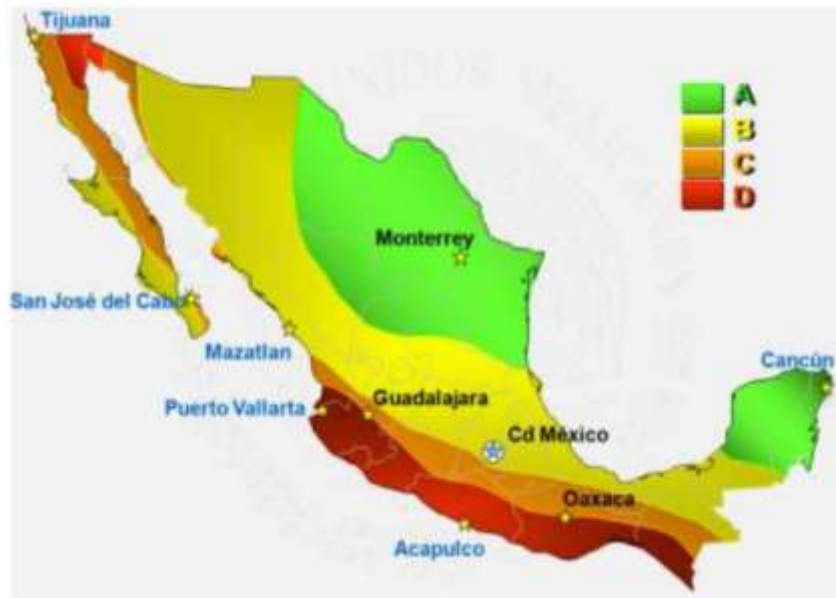 Tijuana
A
B
C
D
Monterrey
San José del Cabo
Mazatlan
Cancún
Guadalajara
Puerto Vallarta
Cd México
Oaxaca
Acapulco